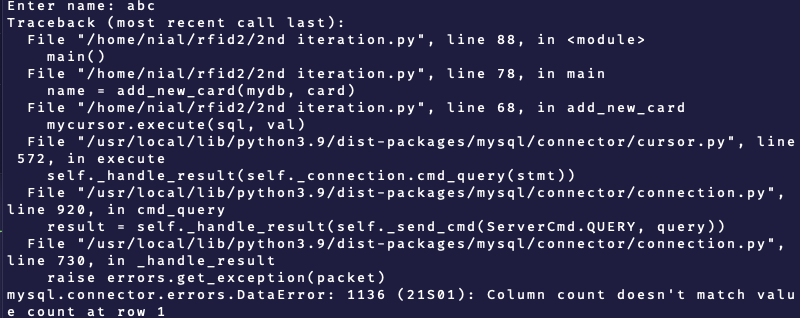 Enter name: abc
Traceback (most recent call last):
  File "/home/nial/rfid2/2nd iteration.py", line 88, in <module>
    main()
  File "/home/nial/rfid2/2nd iteration.py", line 78, in main
    name = add_new_card(mydb, card)
  File "/home/nial/rfid2/2nd iteration.py", line 68, in add_new_card
    mycursor.execute(sql, val)
  File "/usr/local/lib/python3.9/dist-packages/mysql/connector/cursor.py", line
 572, in execute
    self._handle_result(self._connection.cmd_query(stmt))
  File "/usr/local/lib/python3.9/dist-packages/mysql/connector/connection.py",
line 920, in cmd_query
    result = self._handle_result(self._send_cmd(ServerCmd.QUERY, query))
  File "/usr/local/lib/python3.9/dist-packages/mysql/connector/connection.py",
line 730, in _handle_result
    raise errors.get_exception(packet)
mysql.connector.errors.DataError: 1136 (21S01): Column count doesn't match valu
e count at row 1